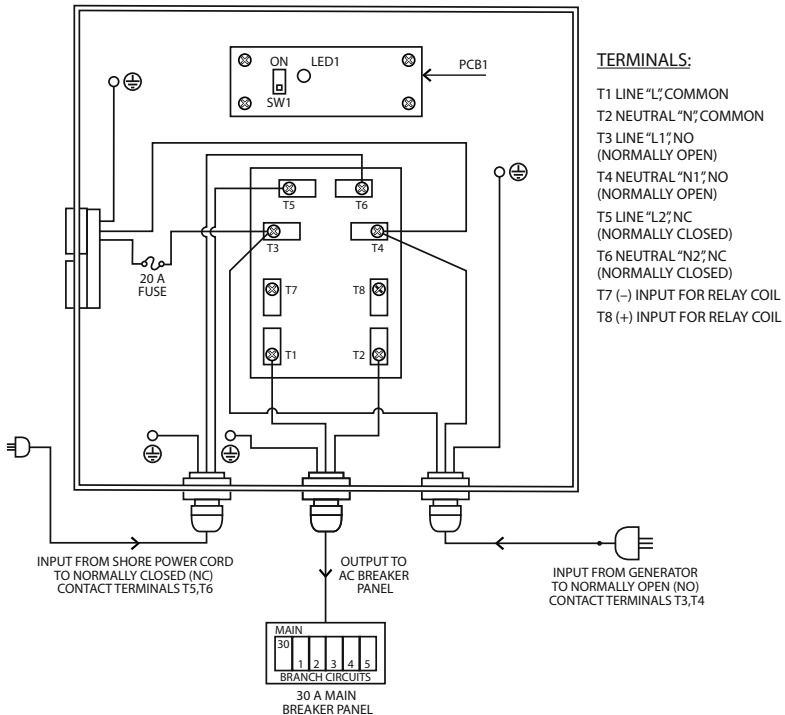 ON
LED1
SW1
PCB1
TERMINALS:
T1 LINE “L”, COMMON
T2 NEUTRAL “N”, COMMON
T3 LINE “L1”, NO
(NORMALLY OPEN)
T4 NEUTRAL “N1”, NO
(NORMALLY OPEN)
T5 LINE “L2”, NC
(NORMALLY CLOSED)
T6 NEUTRAL “N2”, NC
(NORMALLY CLOSED)
T7 (–) INPUT FOR RELAY COIL
T8 (+) INPUT FOR RELAY COIL
T5
T6
T3
T4
20 A
FUSE
T7
T8
T1
T2
INPUT FROM SHORE POWER CORD
TO NORMALLY CLOSED (NC)
CONTACT TERMINALS T5,T6
OUTPUT TO
AC BREAKER
PANEL
INPUT FROM GENERATOR
TO NORMALLY OPEN (NO)
CONTACT TERMINALS T3,T4
MAIN
30
1 2 3 4 5
BRANCH CIRCUITS
30 A MAIN
BREAKER PANEL